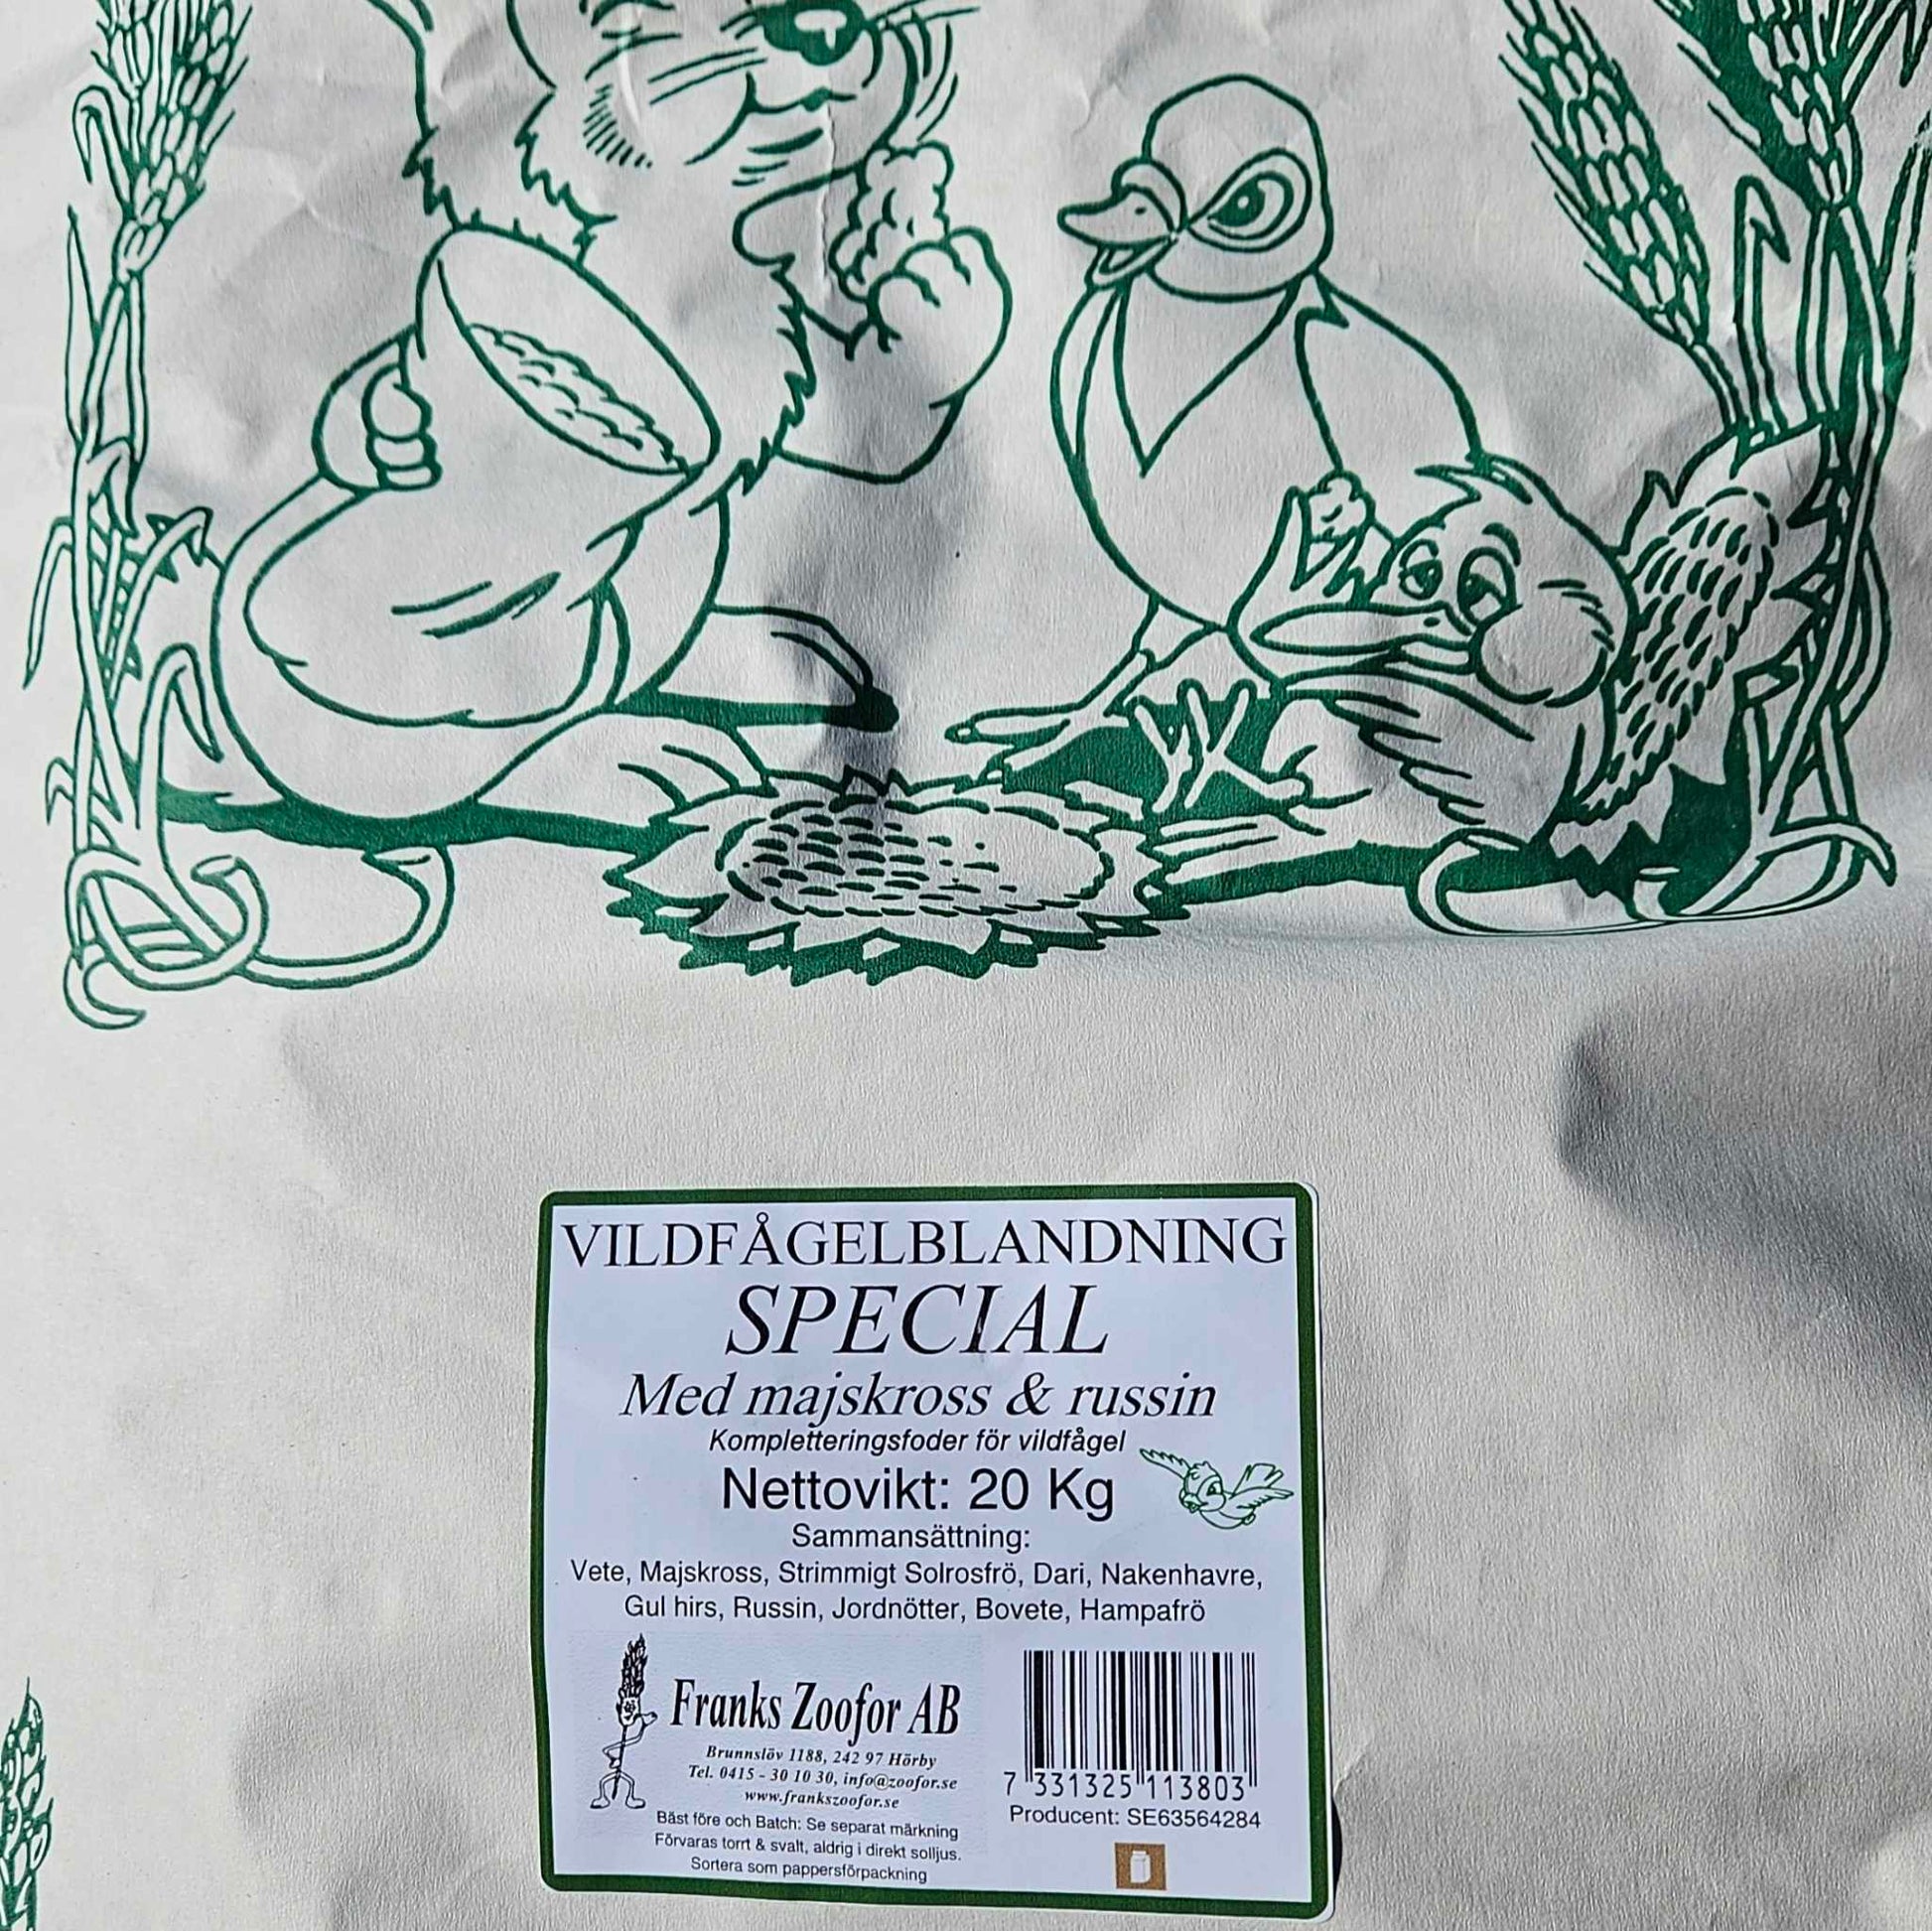 VILDFÅGELBLANDNING
SPECIAL
Med majskross & russin
Kompletteringsfoder för vildfågel
Nettovikt: 20 Kg
Sammansättning:
Vete, Majskross, Strimmigt Solrosfrö, Dari, Nakenhavre,
Gul hirs, Russin, Jordnötter, Bovete, Hampafrö
Franks Zoofor AB
Brunnslöv 1188, 242 97 Hörby
Tel. 0415 - 30 10 30, info@zoofor.se
www.frankszoofor.se
Bäst före och Batch: Se separat märkning
Förvaras torrt & svalt, aldrig i direkt solljus.
Sortera som pappersförpackning
7 331325 113803
Producent: SE63564284